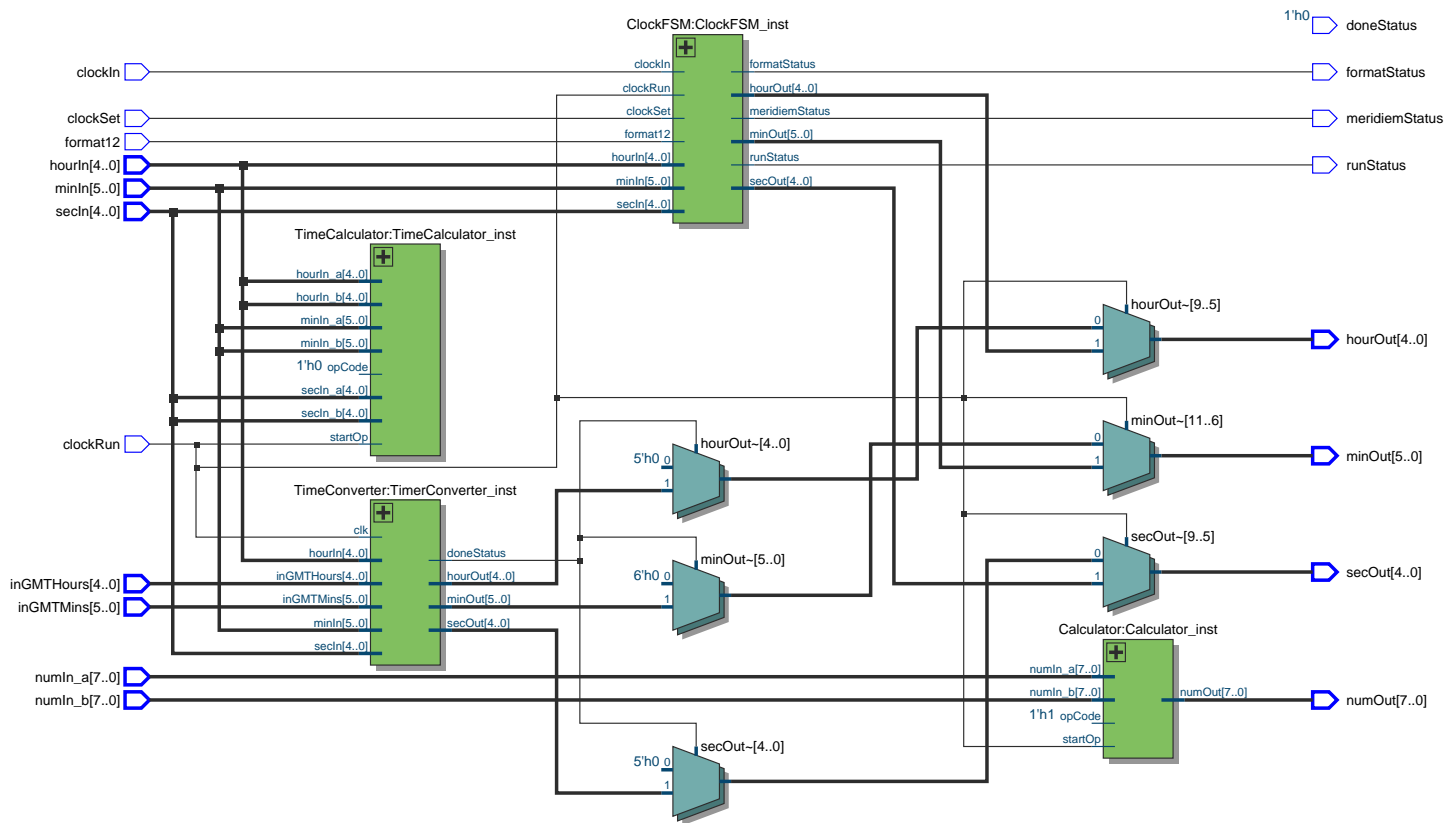 ClockFSM:ClockFSM_inst
1'h0
doneStatus
clockIn
clockIn
formatStatus
formatStatus
clockRun
hourOut[4..0]
clockSet
clockSet
meridiemStatus
meridiemStatus
format12
format12
minOut[5..0]
hourIn[4..0]
hourIn[4..0]
runStatus
runStatus
minIn[5..0]
minIn[5..0]
secOut[4..0]
secIn[4..0]
secIn[4..0]
TimeCalculator:TimeCalculator_inst
hourIn_a[4..0]
hourIn_b[4..0]
minIn_a[5..0]
minIn_b[5..0]
1'h0 opCode
secIn_a[4..0]
secIn_b[4..0]
clockRun
startOp
hourOut~[9..5]
0
1
hourOut[4..0]
minOut~[11..6]
0
1
minOut[5..0]
hourOut~[4..0]
5'h0 0
1
TimeConverter:TimerConverter_inst
clk
hourIn[4..0]
doneStatus
inGMTHours[4..0]
inGMTHours[4..0]
hourOut[4..0]
inGMTMins[5..0]
inGMTMins[5..0]
minOut[5..0]
minIn[5..0]
secOut[4..0]
secIn[4..0]
minOut~[5..0]
6'h0 0
1
secOut~[9..5]
0
1
secOut[4..0]
Calculator:Calculator_inst
numIn_a[7..0]
numIn_a[7..0]
numIn_b[7..0]
numIn_b[7..0]
numOut[7..0]
numOut[7..0]
1'h1 opCode
startOp
secOut~[4..0]
5'h0 0
1